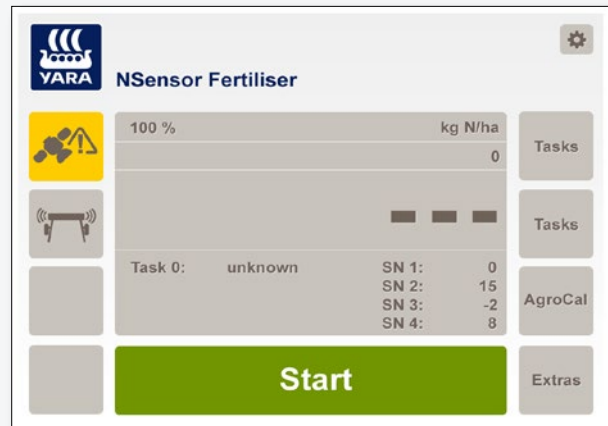 YARA
NSensor Fertiliser
100 % kg N/ha
0
Tasks
– – –
Tasks
Task 0: unknown SN 1: 0
SN 2: 15
SN 3: -2
SN 4: 8
AgroCal
Start
Extras